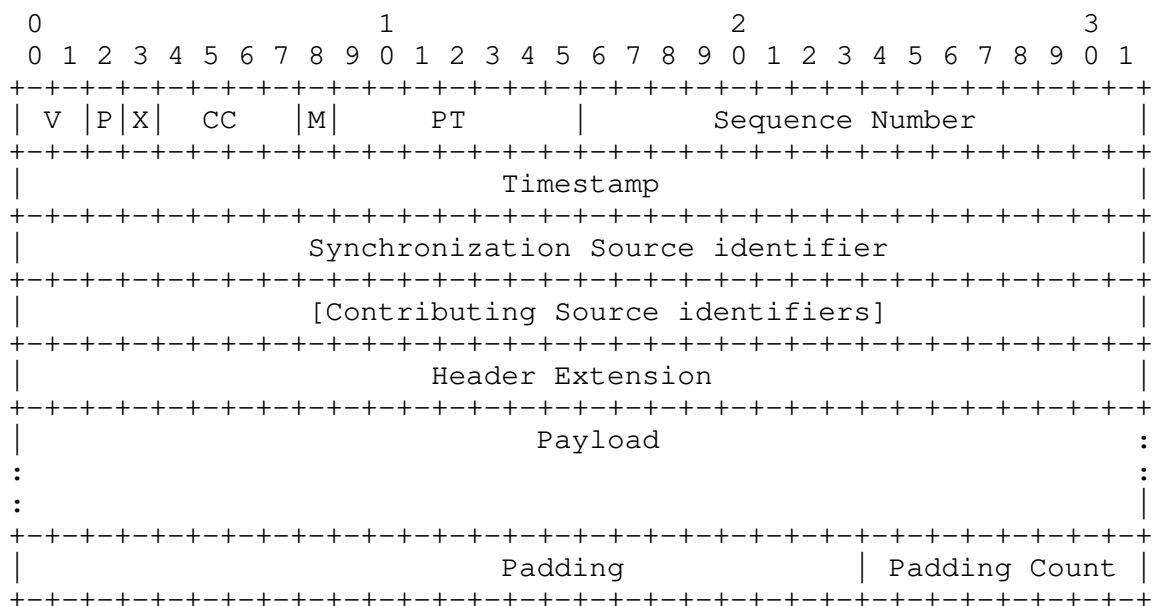 0                   1                   2                   3
 0 1 2 3 4 5 6 7 8 9 0 1 2 3 4 5 6 7 8 9 0 1 2 3 4 5 6 7 8 9 0 1
+-+-+-+-+-+-+-+-+-+-+-+-+-+-+-+-+-+-+-+-+-+-+-+-+-+-+-+-+-+-+-+-+
| V |P|X|  CC   |M|     PT      |       Sequence Number         |
+-+-+-+-+-+-+-+-+-+-+-+-+-+-+-+-+-+-+-+-+-+-+-+-+-+-+-+-+-+-+-+-+
|                           Timestamp                           |
+-+-+-+-+-+-+-+-+-+-+-+-+-+-+-+-+-+-+-+-+-+-+-+-+-+-+-+-+-+-+-+-+
|                Synchronization Source identifier              |
+-+-+-+-+-+-+-+-+-+-+-+-+-+-+-+-+-+-+-+-+-+-+-+-+-+-+-+-+-+-+-+-+
|                [Contributing Source identifiers]              |
+-+-+-+-+-+-+-+-+-+-+-+-+-+-+-+-+-+-+-+-+-+-+-+-+-+-+-+-+-+-+-+-+
|                       Header Extension                        |
+-+-+-+-+-+-+-+-+-+-+-+-+-+-+-+-+-+-+-+-+-+-+-+-+-+-+-+-+-+-+-+-+
|                             Payload                           :
:                                                               :
:                                                               |
+-+-+-+-+-+-+-+-+-+-+-+-+-+-+-+-+-+-+-+-+-+-+-+-+-+-+-+-+-+-+-+-+
|                           Padding             | Padding Count |
+-+-+-+-+-+-+-+-+-+-+-+-+-+-+-+-+-+-+-+-+-+-+-+-+-+-+-+-+-+-+-+-+